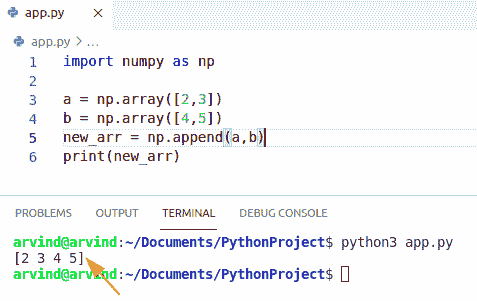 app.py ×
app.py > ...
1 import numpy as np
2
3 a = np.array([2,3])
4 b = np.array([4,5])
5 new_arr = np.append(a,b)
6 print(new_arr)
PROBLEMS OUTPUT TERMINAL DEBUG CONSOLE
arvind@arvind:~/Documents/PythonProject$ python3 app.py
[2 3 4 5]
arvind@arvind:~/Documents/PythonProject$